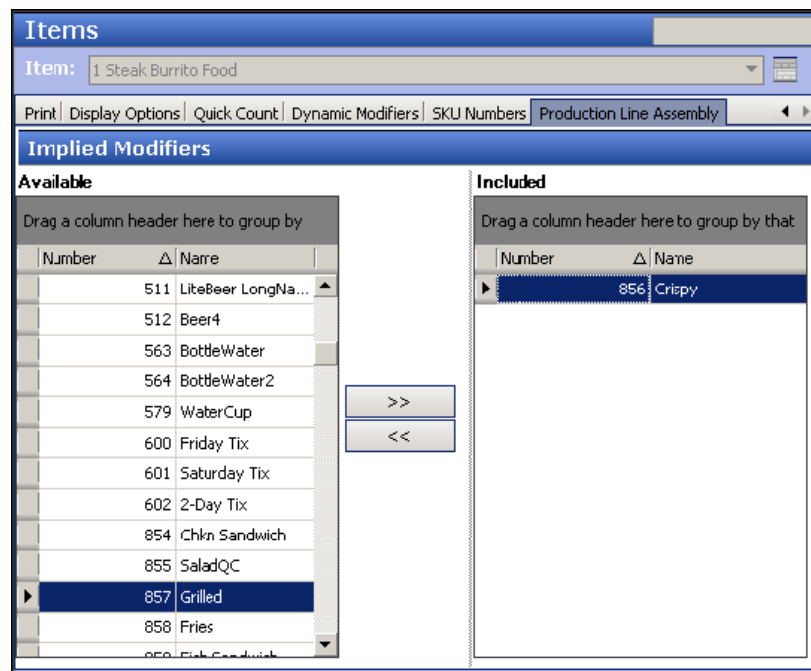 Items
Item: 1 Steak Burrito Food
Print Display Options Quick Count Dynamic Modifiers SKU Numbers Production Line Assembly
Implied Modifiers
Available
Included
Drag a column header here to group by
Drag a column header here to group by that
Number Name
Number Name
511 LiteBeer LongNa...
856 Crispy
512 Beer4
563 BottleWater
564 BottleWater2
>>
579 WaterCup
<<
600 Friday Tix
601 Saturday Tix
602 2-Day Tix
854 Chkn Sandwich
855 SaladQC
857 Grilled
858 Fries